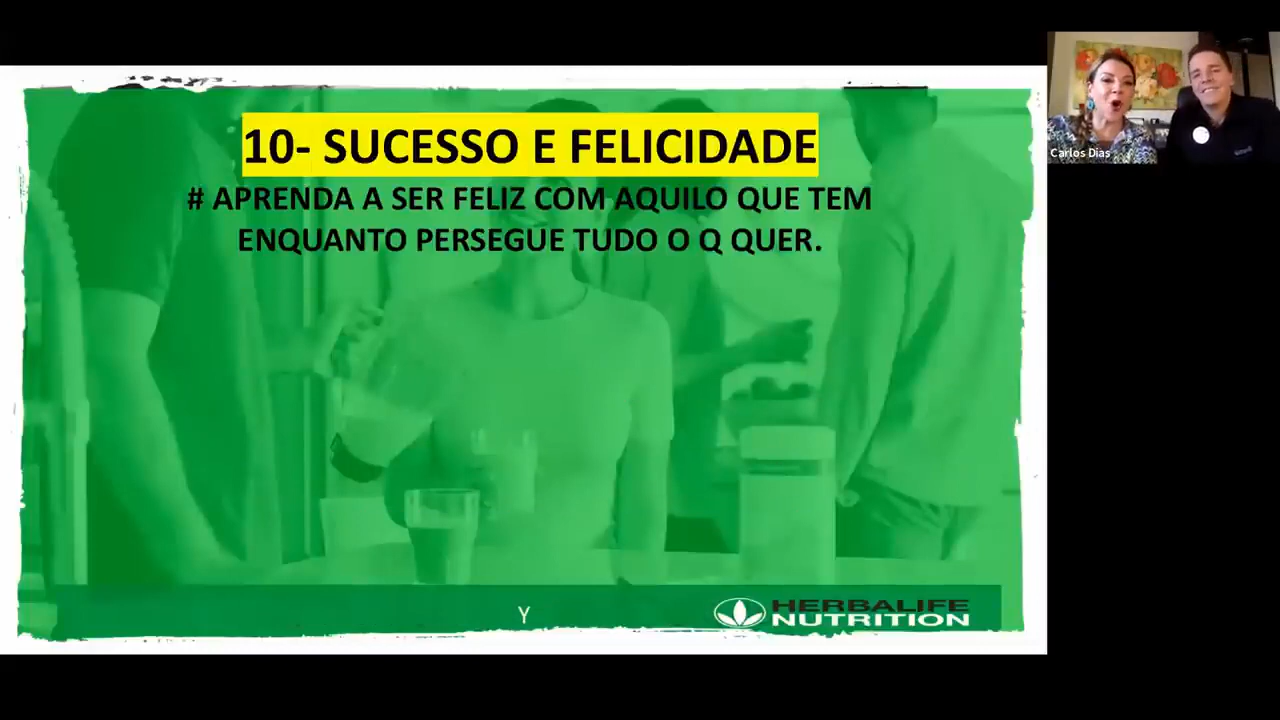 10- SUCESSO E FELICIDADE
# APRENDA A SER FELIZ COM AQUILO QUE TEM
ENQUANTO PERSEGUE TUDO O Q QUER.
Carlos Dias
Y
HERBALIFE
NUTRITION